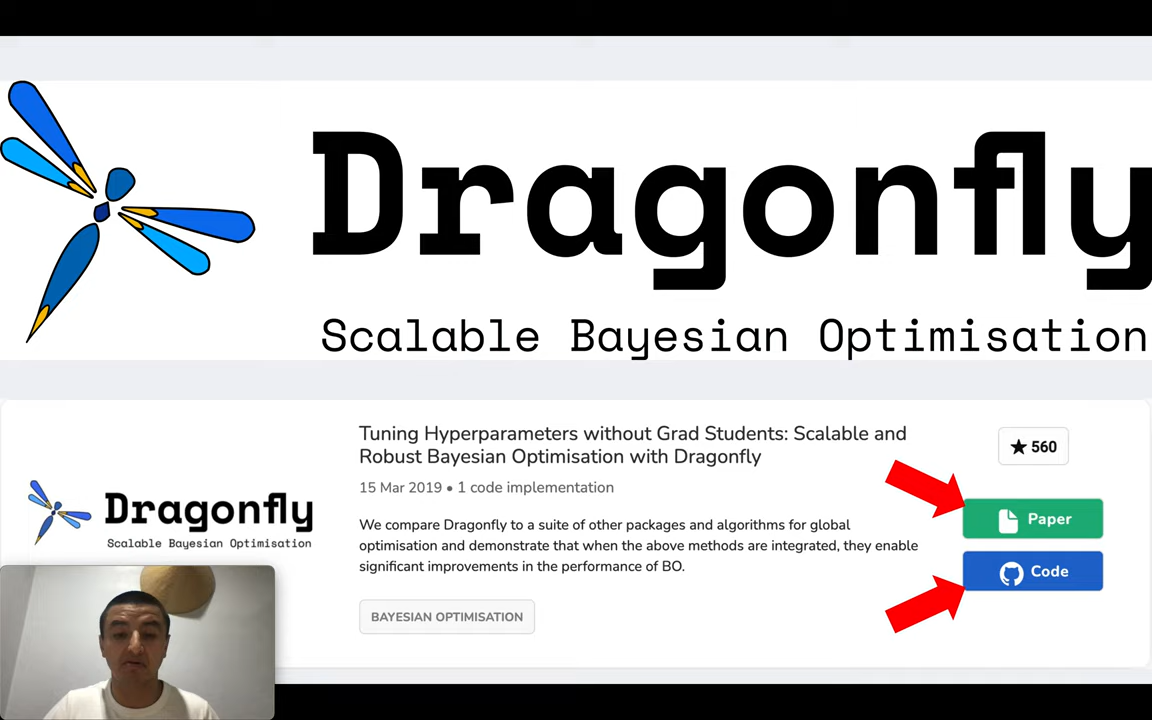 Dragonfly
Scalable Bayesian Optimisation
Tuning Hyperparameters without Grad Students: Scalable and
Robust Bayesian Optimisation with Dragonfly
★ 560
15 Mar 2019 • 1 code implementation
Dragonfly
Scalable Bayesian Optimisation
We compare Dragonfly to a suite of other packages and algorithms for global
optimisation and demonstrate that when the above methods are integrated, they enable
significant improvements in the performance of BO.
Paper
Code
BAYESIAN OPTIMISATION